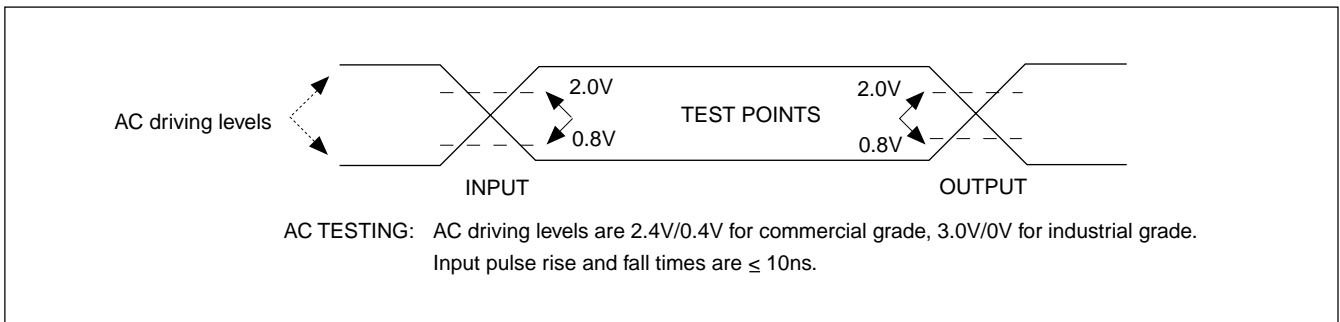 2.0V
2.0V
AC driving levels
TEST POINTS
0.8V
0.8V
INPUT
OUTPUT
AC TESTING: AC driving levels are 2.4V/0.4V for commercial grade, 3.0V/0V for industrial grade.
Input pulse rise and fall times are ≤ 10ns.